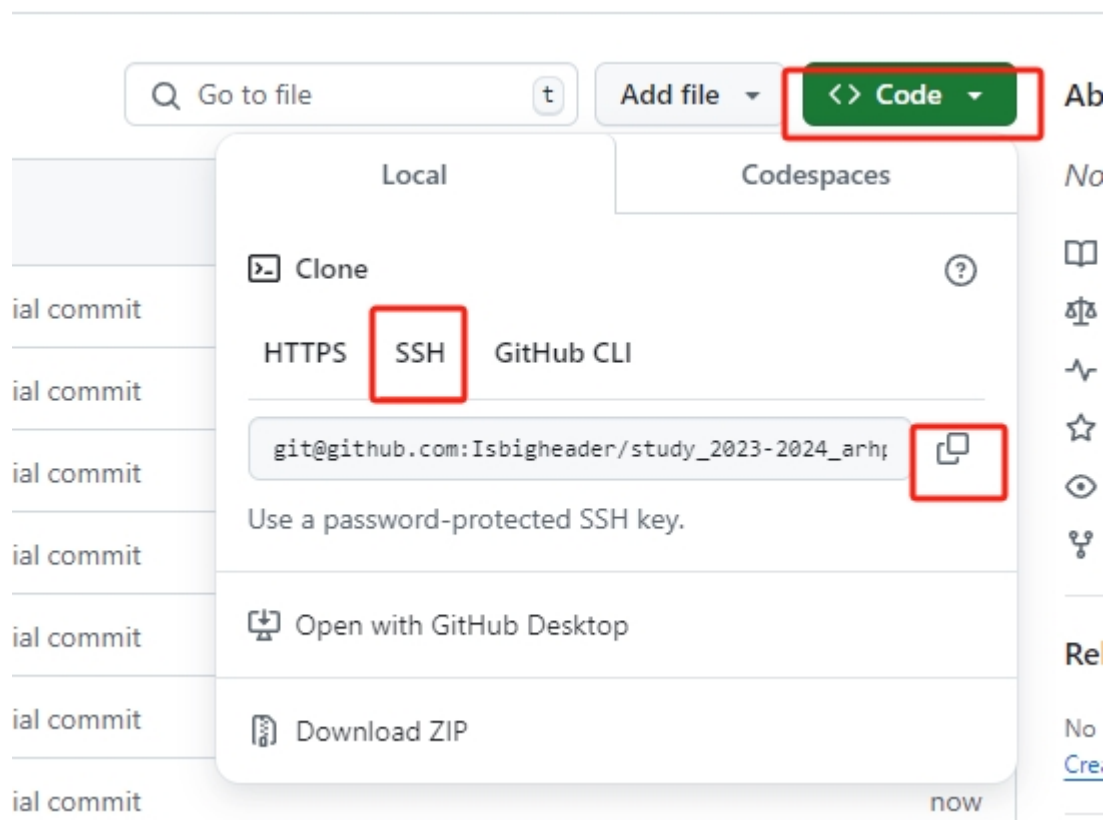 Go to file t Add file <> Code Ab
Local Codespaces No
Clone
ial commit
HTTPS SSH GitHub CLI
ial commit
git@github.com:Isbigheader/study_2023-2024_arh
ial commit
Use a password-protected SSH key.
ial commit
Open with GitHub Desktop
ial commit
Rel
ial commit
Download ZIP
No
Crea
ial commit now